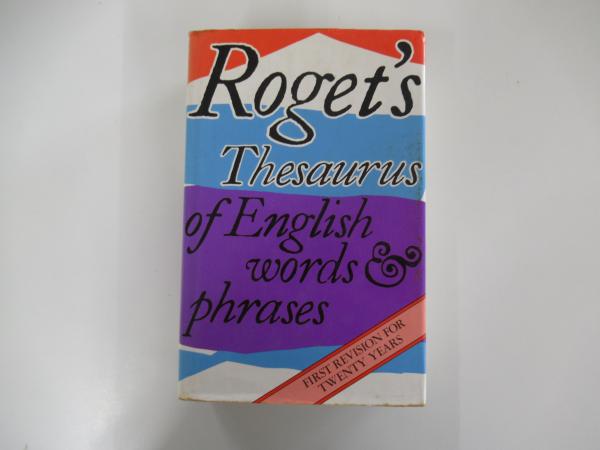 Roget's
Thesaurus
of English
words &
phrases
FIRST REVISION FOR
TWENTY YEARS